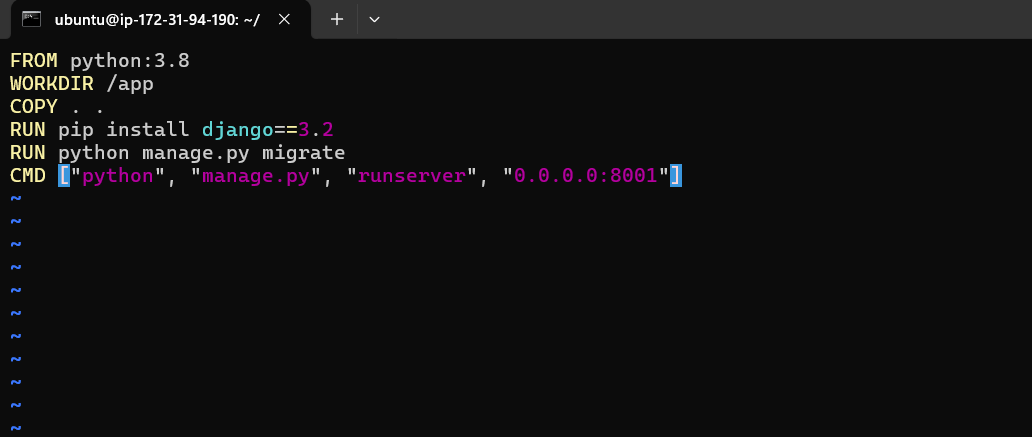 ubuntu@ip-172-31-94-190: ~/
FROM python:3.8
WORKDIR /app
COPY . .
RUN pip install django==3.2
RUN python manage.py migrate
CMD ["python", "manage.py", "runserver", "0.0.0.0:8001"]
~
~
~
~
~
~
~
~
~
~
~